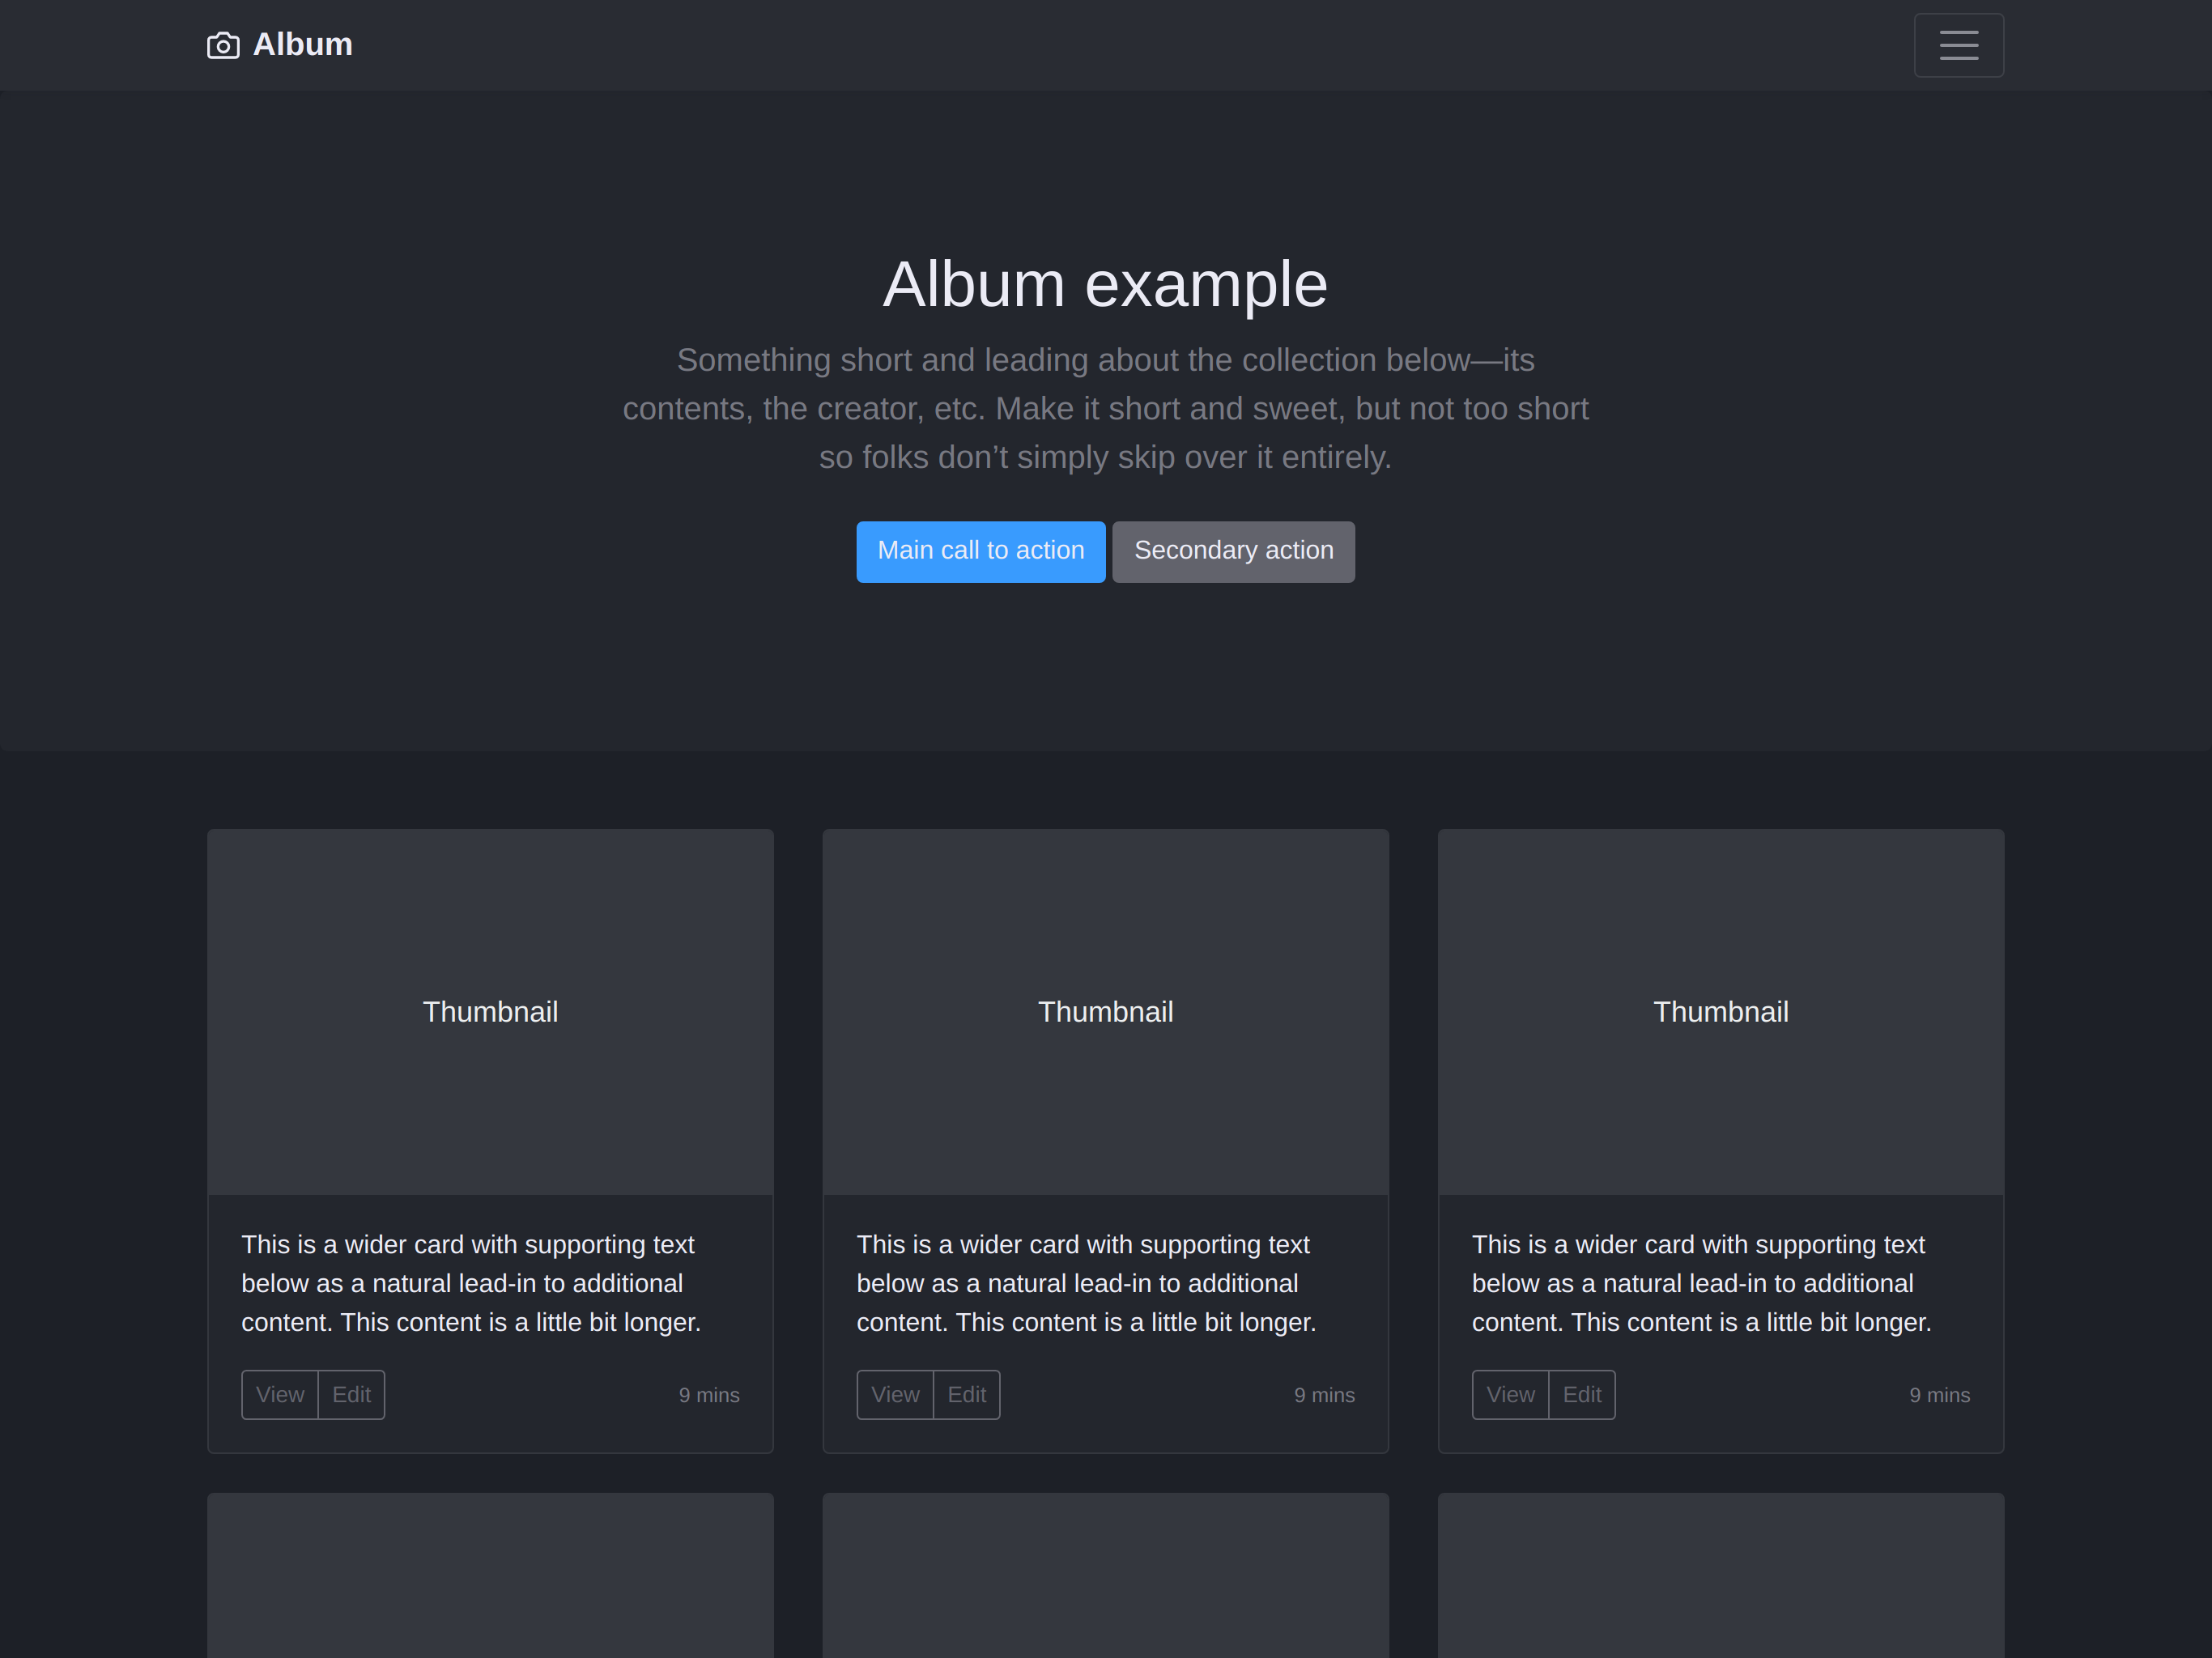 Album
Album example
Something short and leading about the collection below—its
contents, the creator, etc. Make it short and sweet, but not too short
so folks don’t simply skip over it entirely.
Main call to action
Secondary action
Thumbnail
Thumbnail
Thumbnail
This is a wider card with supporting text
below as a natural lead-in to additional
content. This content is a little bit longer.
View
Edit
9 mins
This is a wider card with supporting text
below as a natural lead-in to additional
content. This content is a little bit longer.
View
Edit
9 mins
This is a wider card with supporting text
below as a natural lead-in to additional
content. This content is a little bit longer.
View
Edit
9 mins